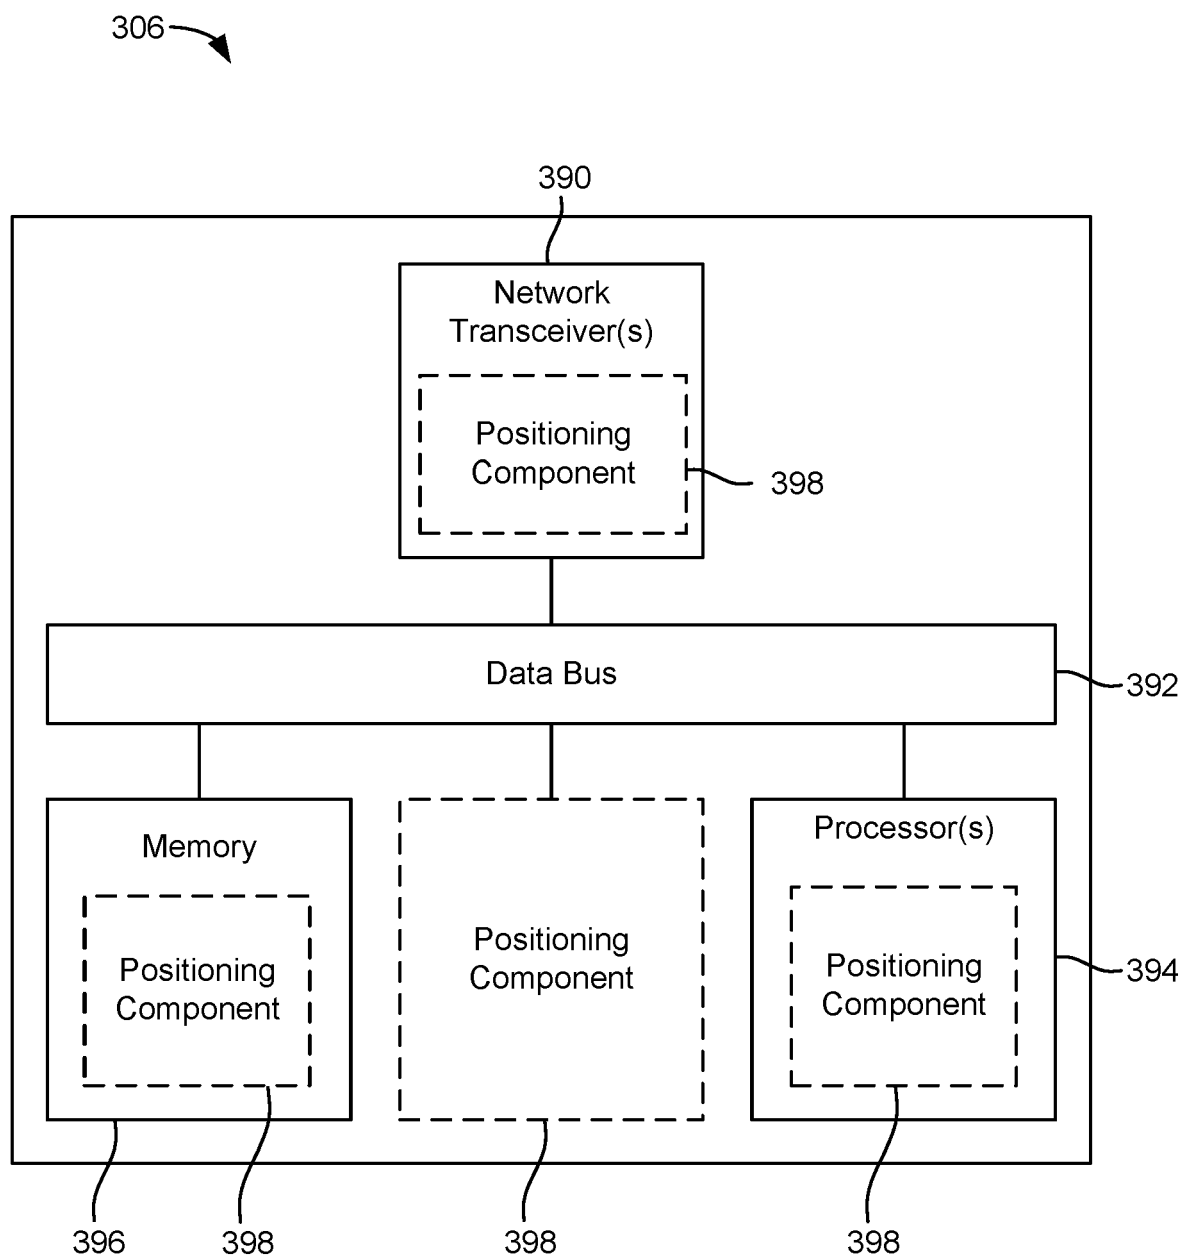 306
390
Network
Transceiver(s)
Positioning
Component
398
Data Bus
392
Memory
Positioning
Component
Positioning
Component
Processor(s)
Positioning
Component
394
396
398
398
398